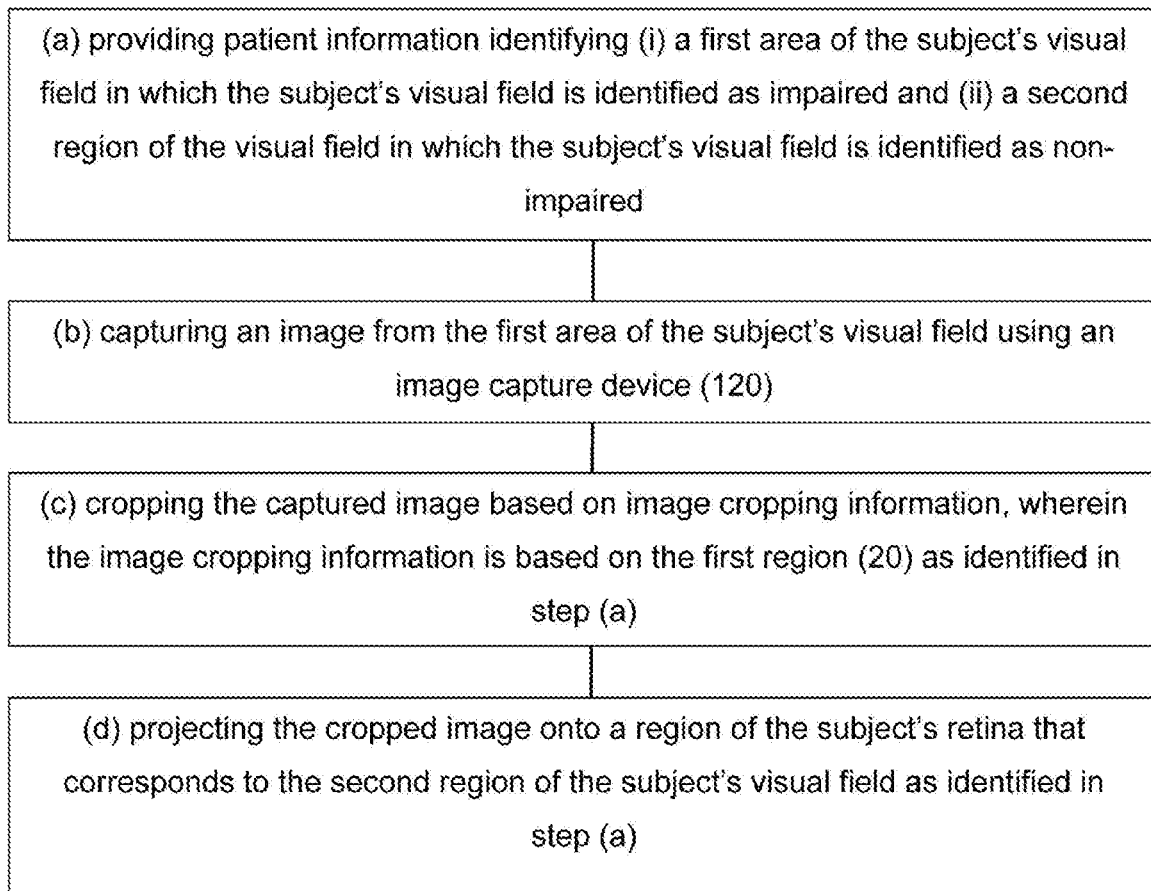 (a) providing patient information identifying (i) a first area of the subject's visual
field in which the subject's visual field is identified as impaired and (ii) a second
region of the visual field in which the subject's visual field is identified as non-
impaired
(b) capturing an image from the first area of the subject's visual field using an
image capture device (120)
(c) cropping the captured image based on image cropping information, wherein
the image cropping information is based on the first region (20) as identified in
step (a)
(d) projecting the cropped image onto a region of the subject's retina that
corresponds to the second region of the subject's visual field as identified in
step (a)